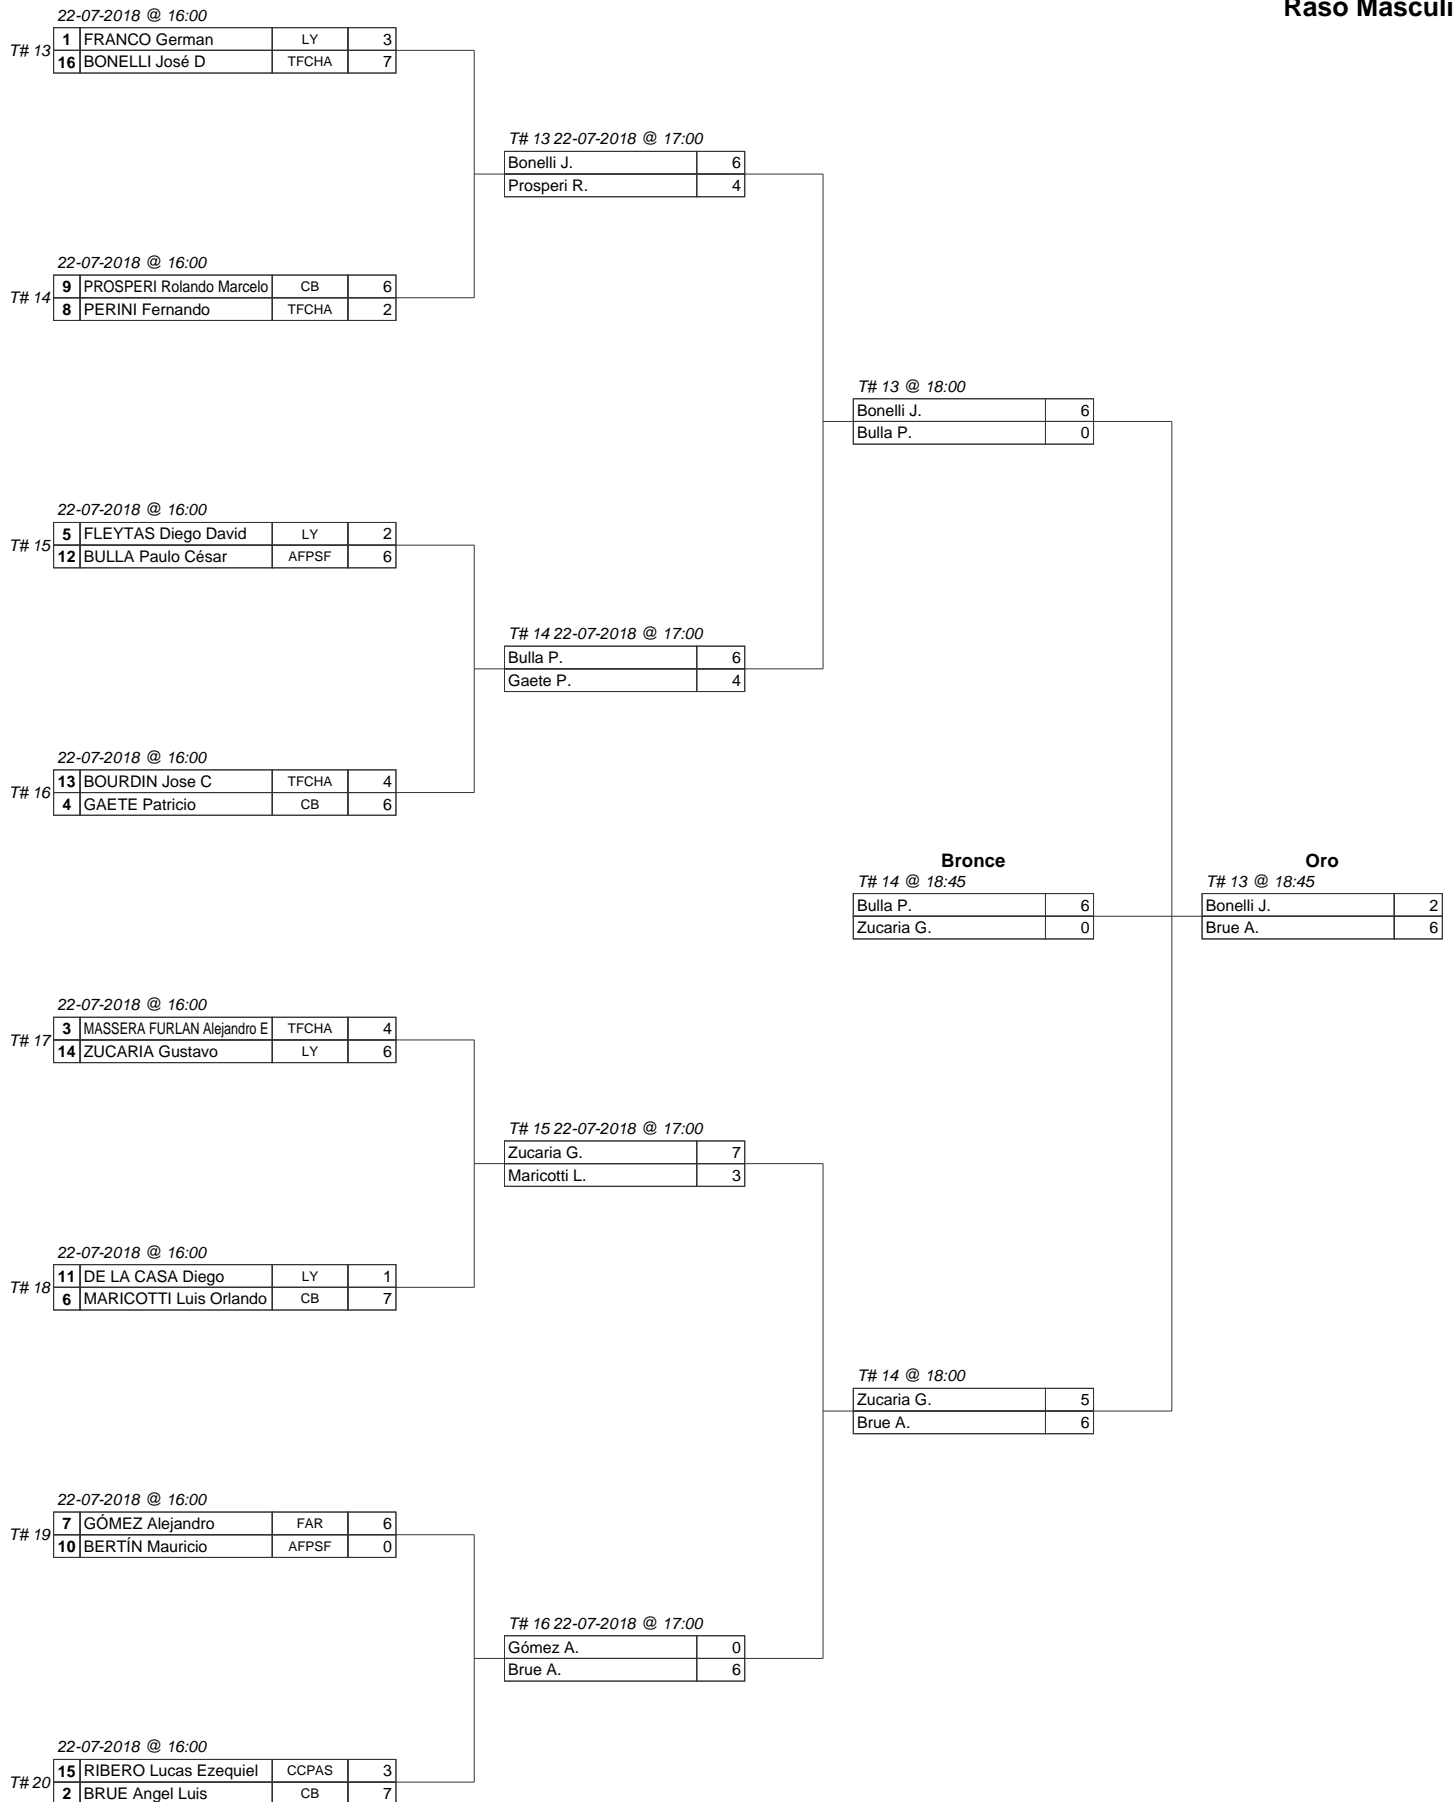 Raso Masculi
22-07-2018 @ 16:00
T# 13 1 FRANCO German LY 3
16 BONELLI José D TFCHA 7
T# 13 22-07-2018 @ 17:00
Bonelli J. 6
Prosperi R. 4
22-07-2018 @ 16:00
T# 14 9 PROSPERI Rolando Marcelo CB 6
8 PERINI Fernando TFCHA 2
T# 13 @ 18:00
Bonelli J. 6
Bulla P. 0
22-07-2018 @ 16:00
T# 15 5 FLEYTAS Diego David LY 2
12 BULLA Paulo César AFPSF 6
T# 14 22-07-2018 @ 17:00
Bulla P. 6
Gaete P. 4
22-07-2018 @ 16:00
T# 16 13 BOURDIN Jose C TFCHA 4
4 GAETE Patricio CB 6
Bronce Oro
T# 14 @ 18:45 T# 13 @ 18:45
Bulla P. 6 Bonelli J. 2
Zucaria G. 0 Brue A. 6
22-07-2018 @ 16:00
T# 17 3 MASSERA FURLAN Alejandro E TFCHA 4
14 ZUCARIA Gustavo LY 6
T# 15 22-07-2018 @ 17:00
Zucaria G. 7
Maricotti L. 3
22-07-2018 @ 16:00
T# 18 11 DE LA CASA Diego LY 1
6 MARICOTTI Luis Orlando CB 7
T# 14 @ 18:00
Zucaria G. 5
Brue A. 6
22-07-2018 @ 16:00
T# 19 7 GÓMEZ Alejandro FAR 6
10 BERTÍN Mauricio AFPSF 0
T# 16 22-07-2018 @ 17:00
Gómez A. 0
Brue A. 6
22-07-2018 @ 16:00
T# 20 15 RIBERO Lucas Ezequiel CCPAS 3
2 BRUE Angel Luis CB 7